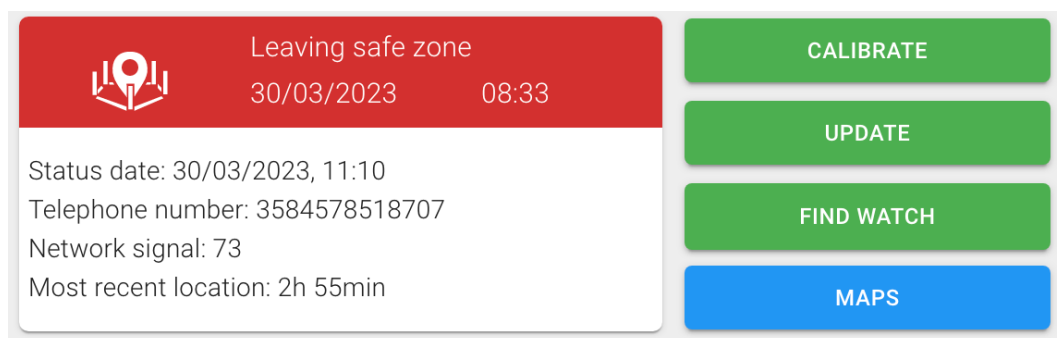 Leaving safe zone
30/03/2023 08:33
Status date: 30/03/2023, 11:10
Telephone number: 3584578518707
Network signal: 73
Most recent location: 2h 55min
CALIBRATE
UPDATE
FIND WATCH
MAPS